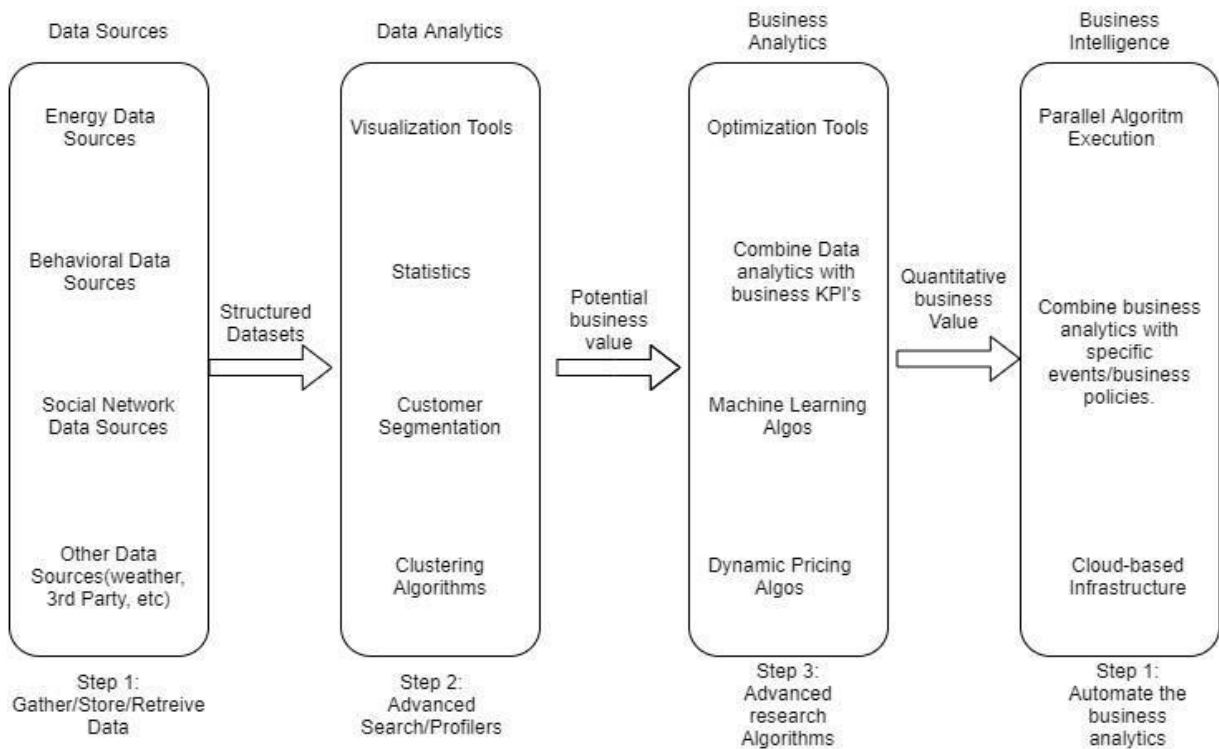 Data Sources
Energy Data
Sources
Behavioral Data
Sources
Social Network
Data Sources
Other Data
Sources(weather,
3rd Party, etc)
Step 1:
Gather/Store/Retreive
Data
Structured
Datasets
Data Analytics
Visualization Tools
Statistics
Customer
Segmentation
Clustering
Algorithms
Step 2:
Advanced
Search/Profilers
Potential
business
value
Business
Analytics
Optimization Tools
Combine Data
analytics with
business KPI's
Machine Learning
Algos
Dynamic Pricing
Algos
Step 3:
Advanced
research
Algorithms
Quantitative
business
Value
Business
Intelligence
Parallel Algoritm
Execution
Combine business
analytics with
specific
events/business
policies.
Cloud-based
Infrastructure
Step 1:
Automate the
business
analytics